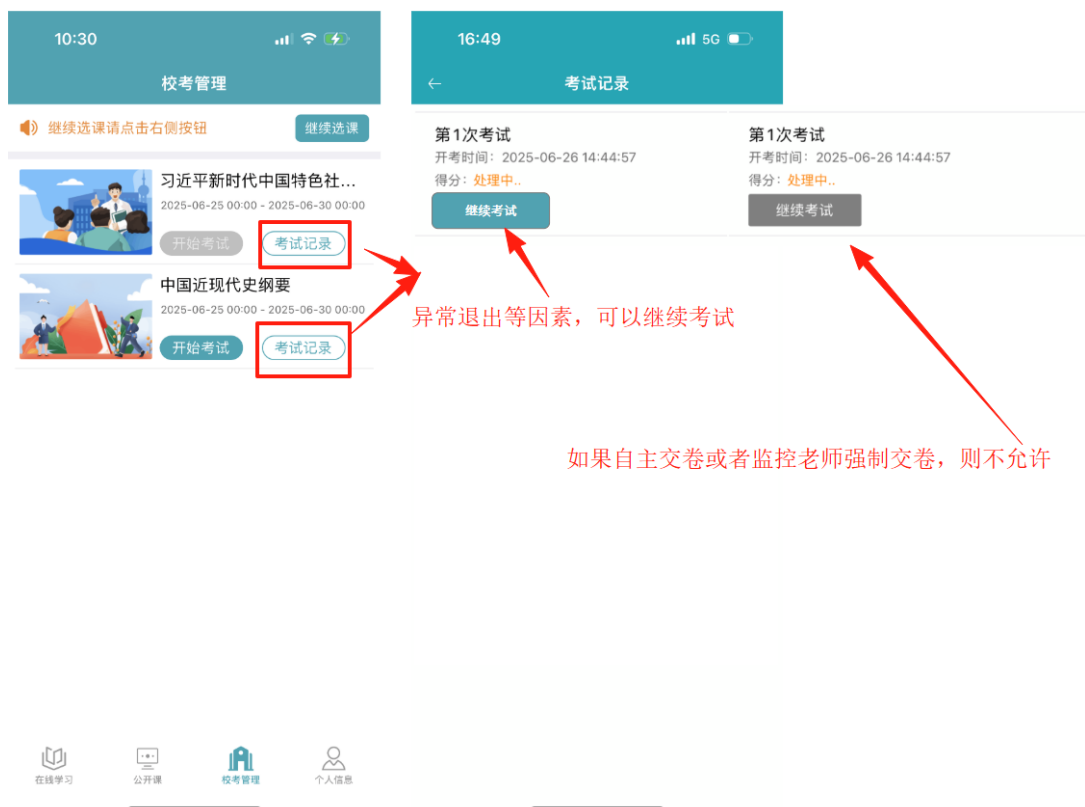 10:30
校考管理
继续选课请点击右侧按钮
继续选课
习近平新时代中国特色社...
2025-06-25 00:00 - 2025-06-30 00:00
开始考试
考试记录
中国近现代史纲要
2025-06-25 00:00 - 2025-06-30 00:00
开始考试
考试记录
在线学习
公开课
校考管理
个人信息
16:49
5G
考试记录
第1次考试
开考时间：2025-06-26 14:44:57
得分：处理中..
继续考试
第1次考试
开考时间：2025-06-26 14:44:57
得分：处理中..
继续考试
异常退出等因素，可以继续考试
如果自主交卷或者监控老师强制交卷，则不允许